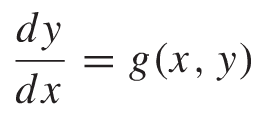 dy/dx = g(x, y)